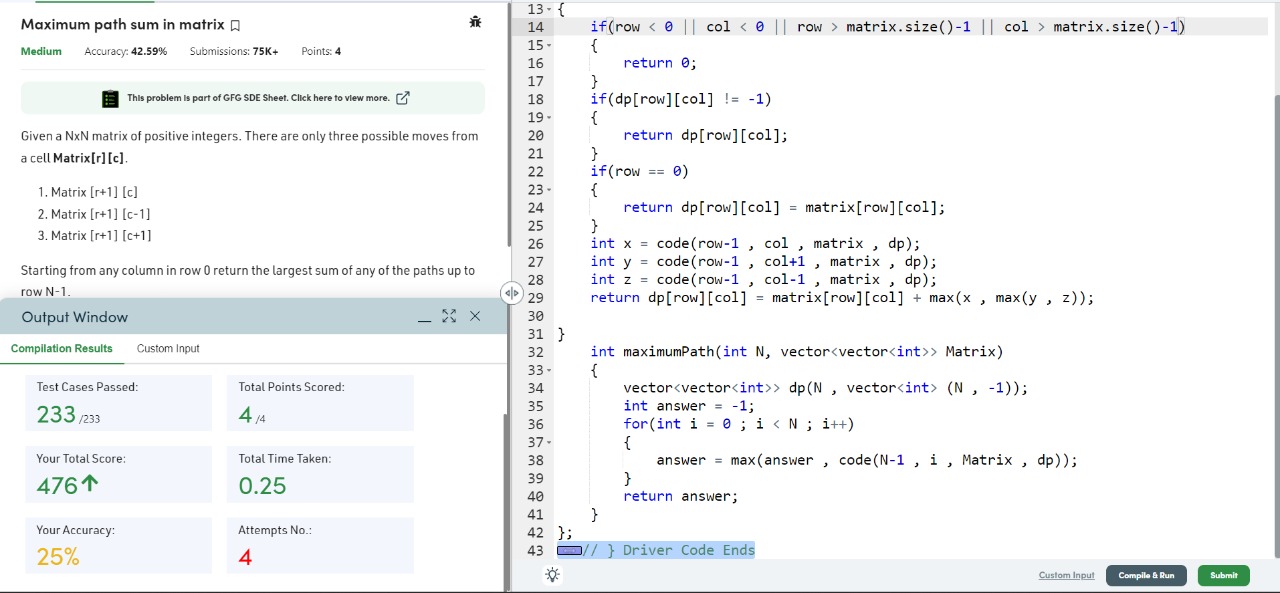 Maximum path sum in matrix
Medium Accuracy: 42.59% Submissions: 75K+ Points: 4
This problem is part of GFG SDE Sheet. Click here to view more.
Given a NxN matrix of positive integers. There are only three possible moves from
a cell Matrix[r][c].
1. Matrix [r+1] [c]
2. Matrix [r+1] [c-1]
3. Matrix [r+1] [c+1]
Starting from any column in row 0 return the largest sum of any of the paths up to
row N-1.
Output Window
Compilation Results Custom Input
Test Cases Passed:
233 /233
Total Points Scored:
4 /4
Your Total Score:
476
Total Time Taken:
0.25
Your Accuracy:
25%
Attempts No.:
4
13 {
14 if(row < 0 || col < 0 || row > matrix.size()-1 || col > matrix.size()-1)
15 {
16 return 0;
17 }
18 if(dp[row][col] != -1)
19 {
20 return dp[row][col];
21 }
22 if(row == 0)
23 {
24 return dp[row][col] = matrix[row][col];
25 }
26 int x = code(row-1 , col , matrix , dp);
27 int y = code(row-1 , col+1 , matrix , dp);
28 int z = code(row-1 , col-1 , matrix , dp);
29 return dp[row][col] = matrix[row][col] + max(x , max(y , z));
30
31 }
32 int maximumPath(int N, vector<vector<int>> Matrix)
33 {
34 vector<vector<int>> dp(N , vector<int> (N , -1));
35 int answer = -1;
36 for(int i = 0 ; i < N ; i++)
37 {
38 answer = max(answer , code(N-1 , i , Matrix , dp));
39 }
40 return answer;
41 }
42 };
43 // } Driver Code Ends
Custom Input Compile & Run Submit